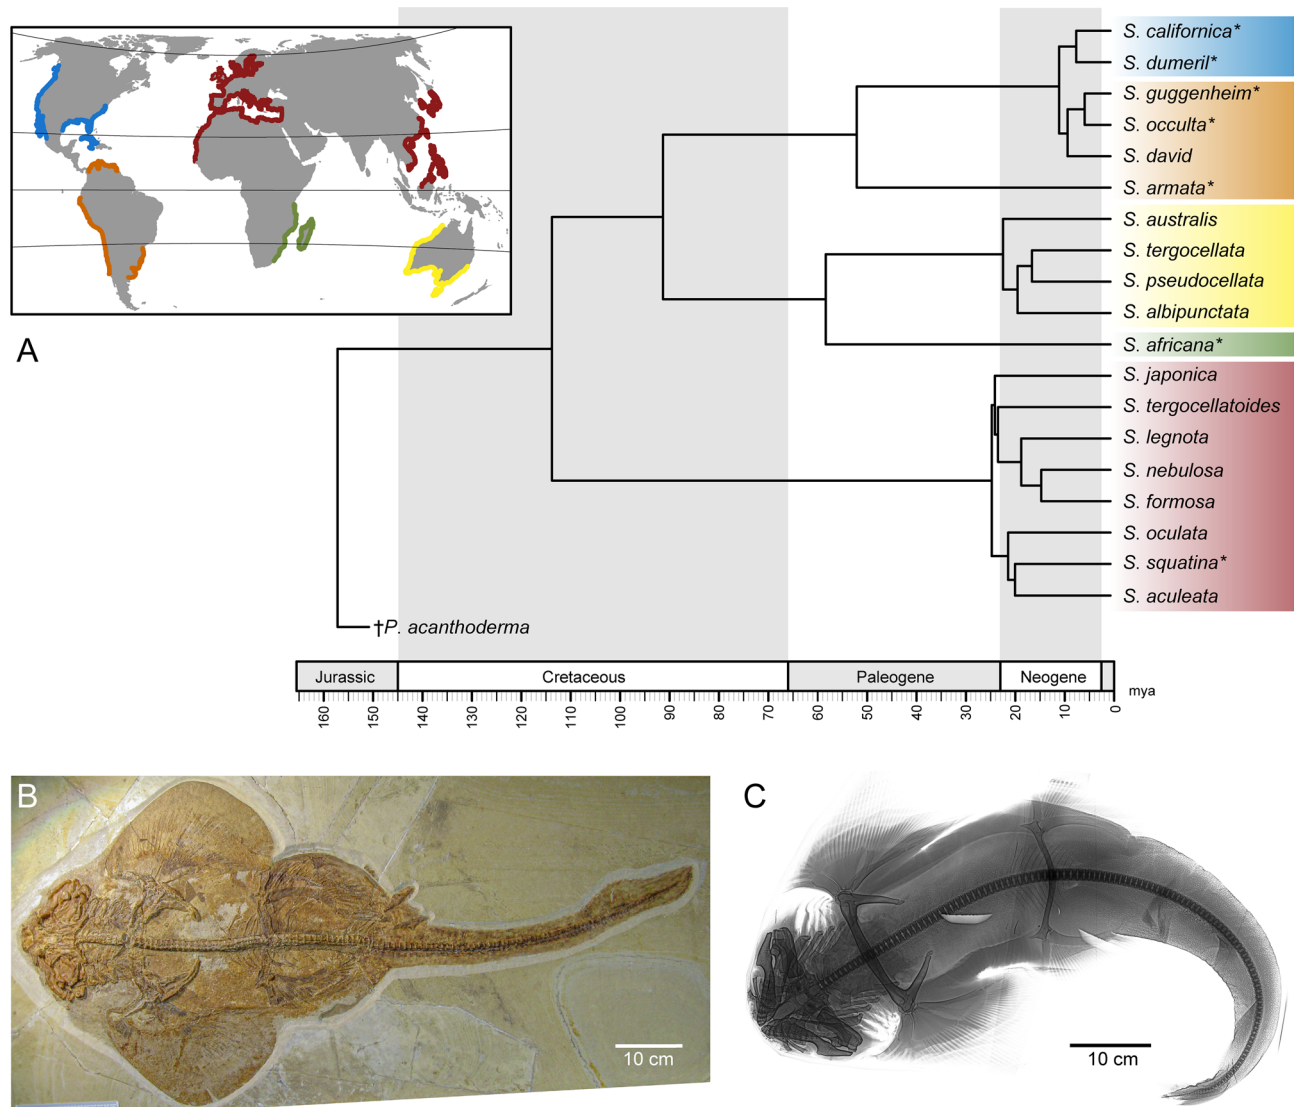 S. californica*
S. dumeril*
S. guggenheim*
S. occulta*
S. david
S. armata*
S. australis
S. tergocellata
S. pseudocellata
S. albipunctata
S. africana*
S. japonica
S. tergocellatoides
S. legnota
S. nebulosa
S. formosa
S. oculata
S. squatina*
S. aculeata
A
†P. acanthoderma
Jurassic Cretaceous Paleogene Neogene
mya
160 150 140 130 120 110 100 90 80 70 60 50 40 30 20 10 0
B
10 cm
C
10 cm